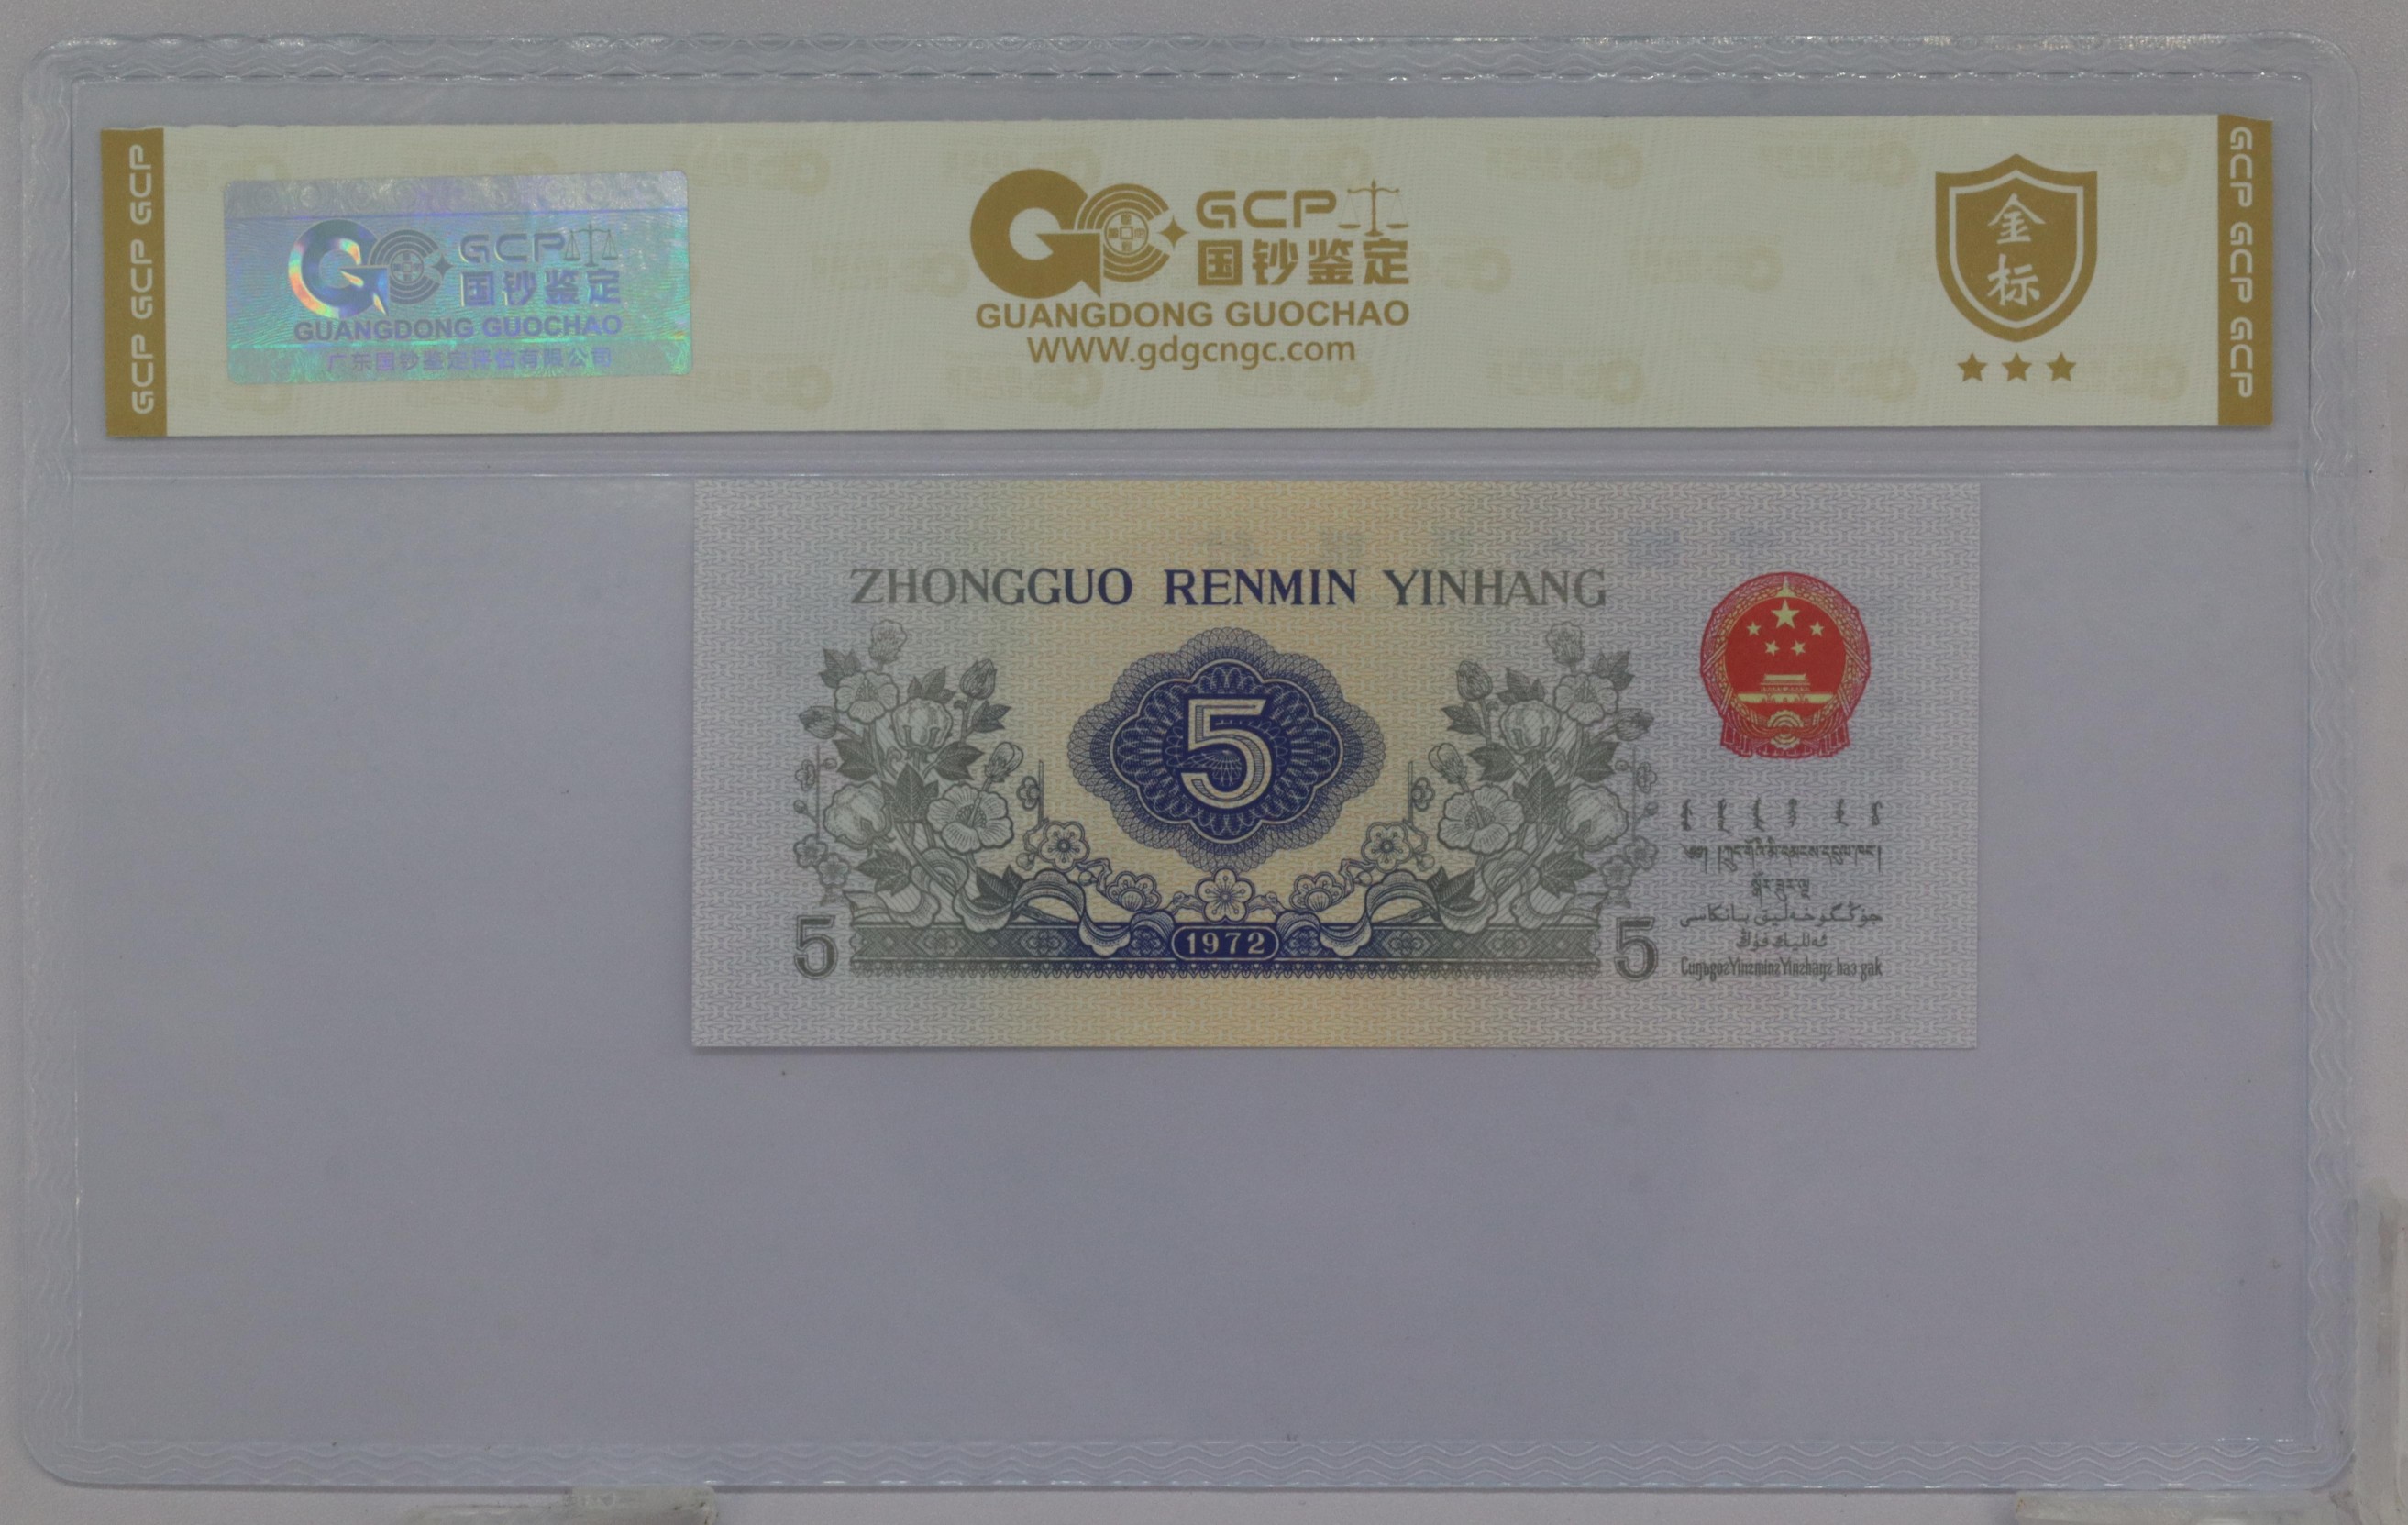 GCP GCP GCP
GCP
国钞鉴定
GUANGDONG GUOCHAO
广东国钞鉴定评估有限公司
GCP
国钞鉴定
GUANGDONG GUOCHAO
WWW.gdgcngc.com
金
标
GCP GCP GCP
ZHONGGUO RENMIN YINHANG
5
1972
5
5